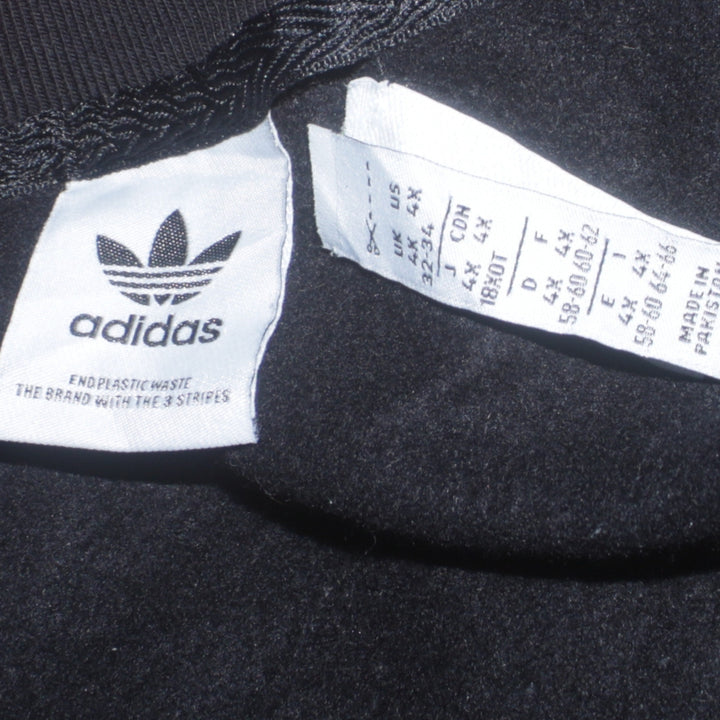 adidas
END PLASTIC WASTE
THE BRAND WITH THE 3 STRIPES
US UK
4X 4X
32-34
CDN J
4X 4X
18XOT
F D
4X 4X
58-60 60-62
I E
4X 4X
58-60 64-66
MADE IN
PAKISTAN